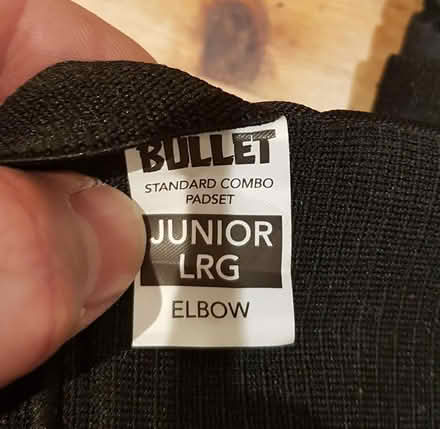 BULLET
STANDARD COMBO
PADSET
JUNIOR
LRG
ELBOW